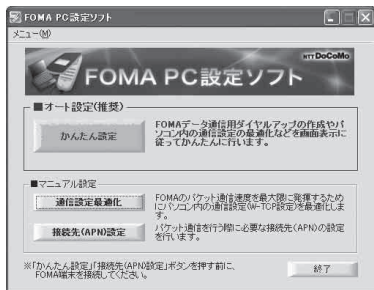 FOMA PC設定ソフト
メニュー(M)
NTT DoCoMo
FOMA PC設定ソフト
■オート設定(推奨)
かんたん設定
FOMAデータ通信用ダイヤルアップの作成やパ
ソコン内の通信設定の最適化などを画面表示に
従ってかんたんに行います。
■マニュアル設定
通信設定最適化
FOMAのパケット通信速度を最大限に発揮するため
にパソコン内の通信設定(W-TCP設定)を最適化しま
す。
接続先(APN)設定
パケット通信を行う際に必要な接続先(APN)の設定
を行います。
※「かんたん設定」「接続先(APN)設定」ボタンを押す前に、
FOMA端末を接続してください。
終了